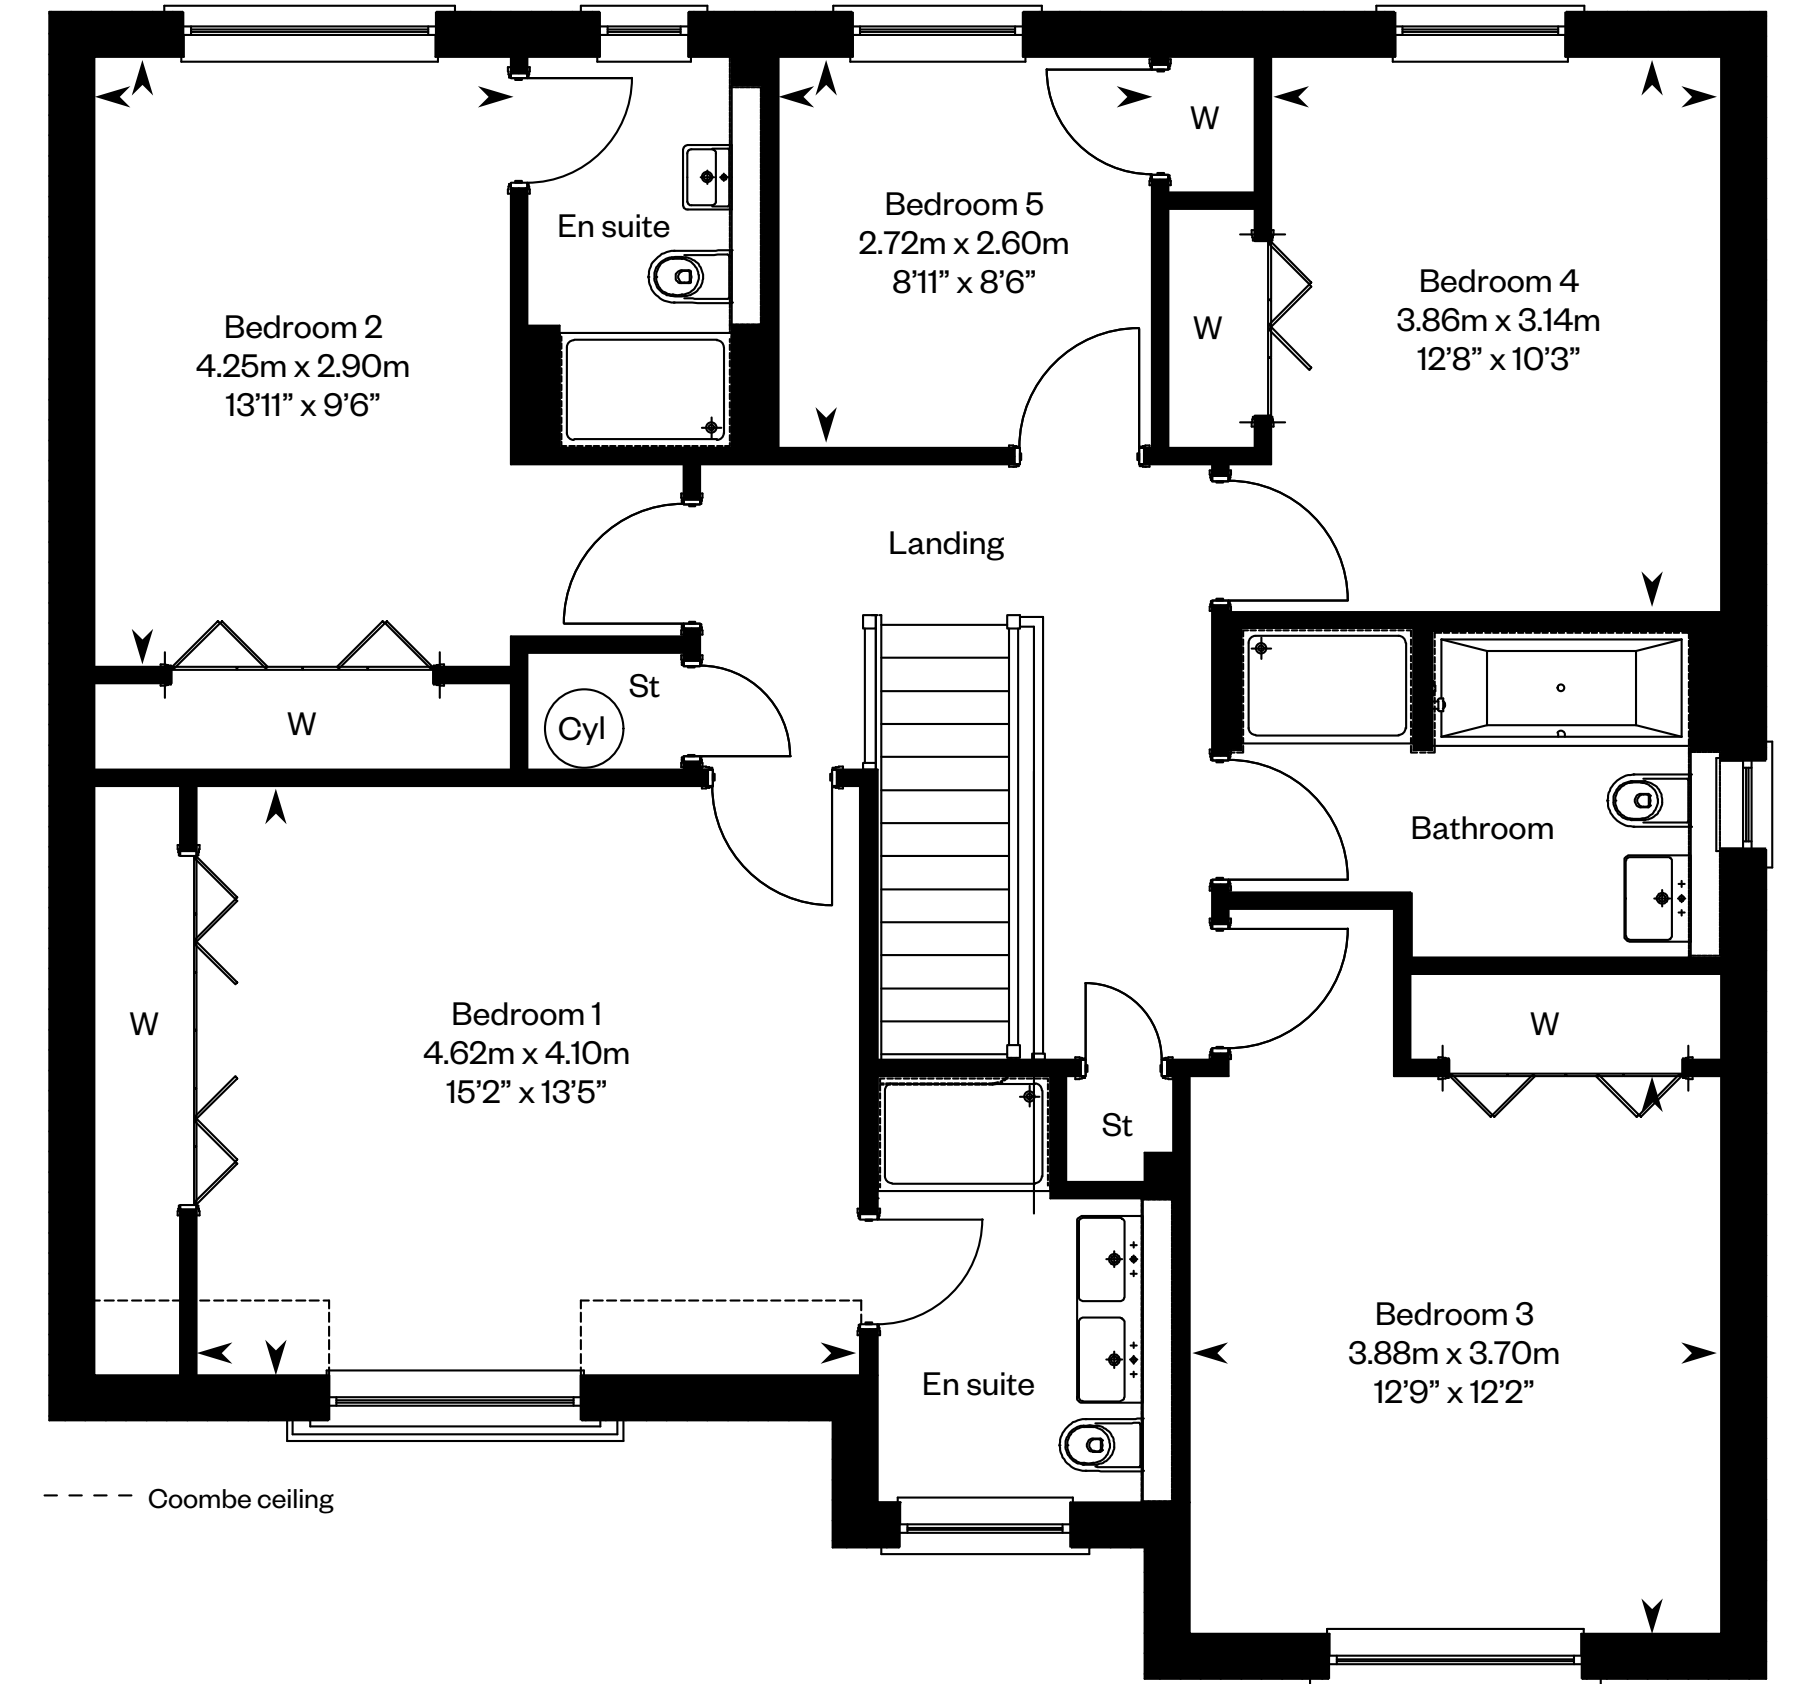 W
En suite
Bedroom 5
2.72m x 2.60m
8’11” x 8’6”
Bedroom 4
3.86m x 3.14m
12’8” x 10’3”
Bedroom 2
4.25m x 2.90m
13’11” x 9’6”
W
Landing
St
Cyl
W
Bathroom
W
Bedroom 1
4.62m x 4.10m
15’2” x 13’5”
W
St
Bedroom 3
3.88m x 3.70m
12’9” x 12’2”
En suite
Coombe ceiling